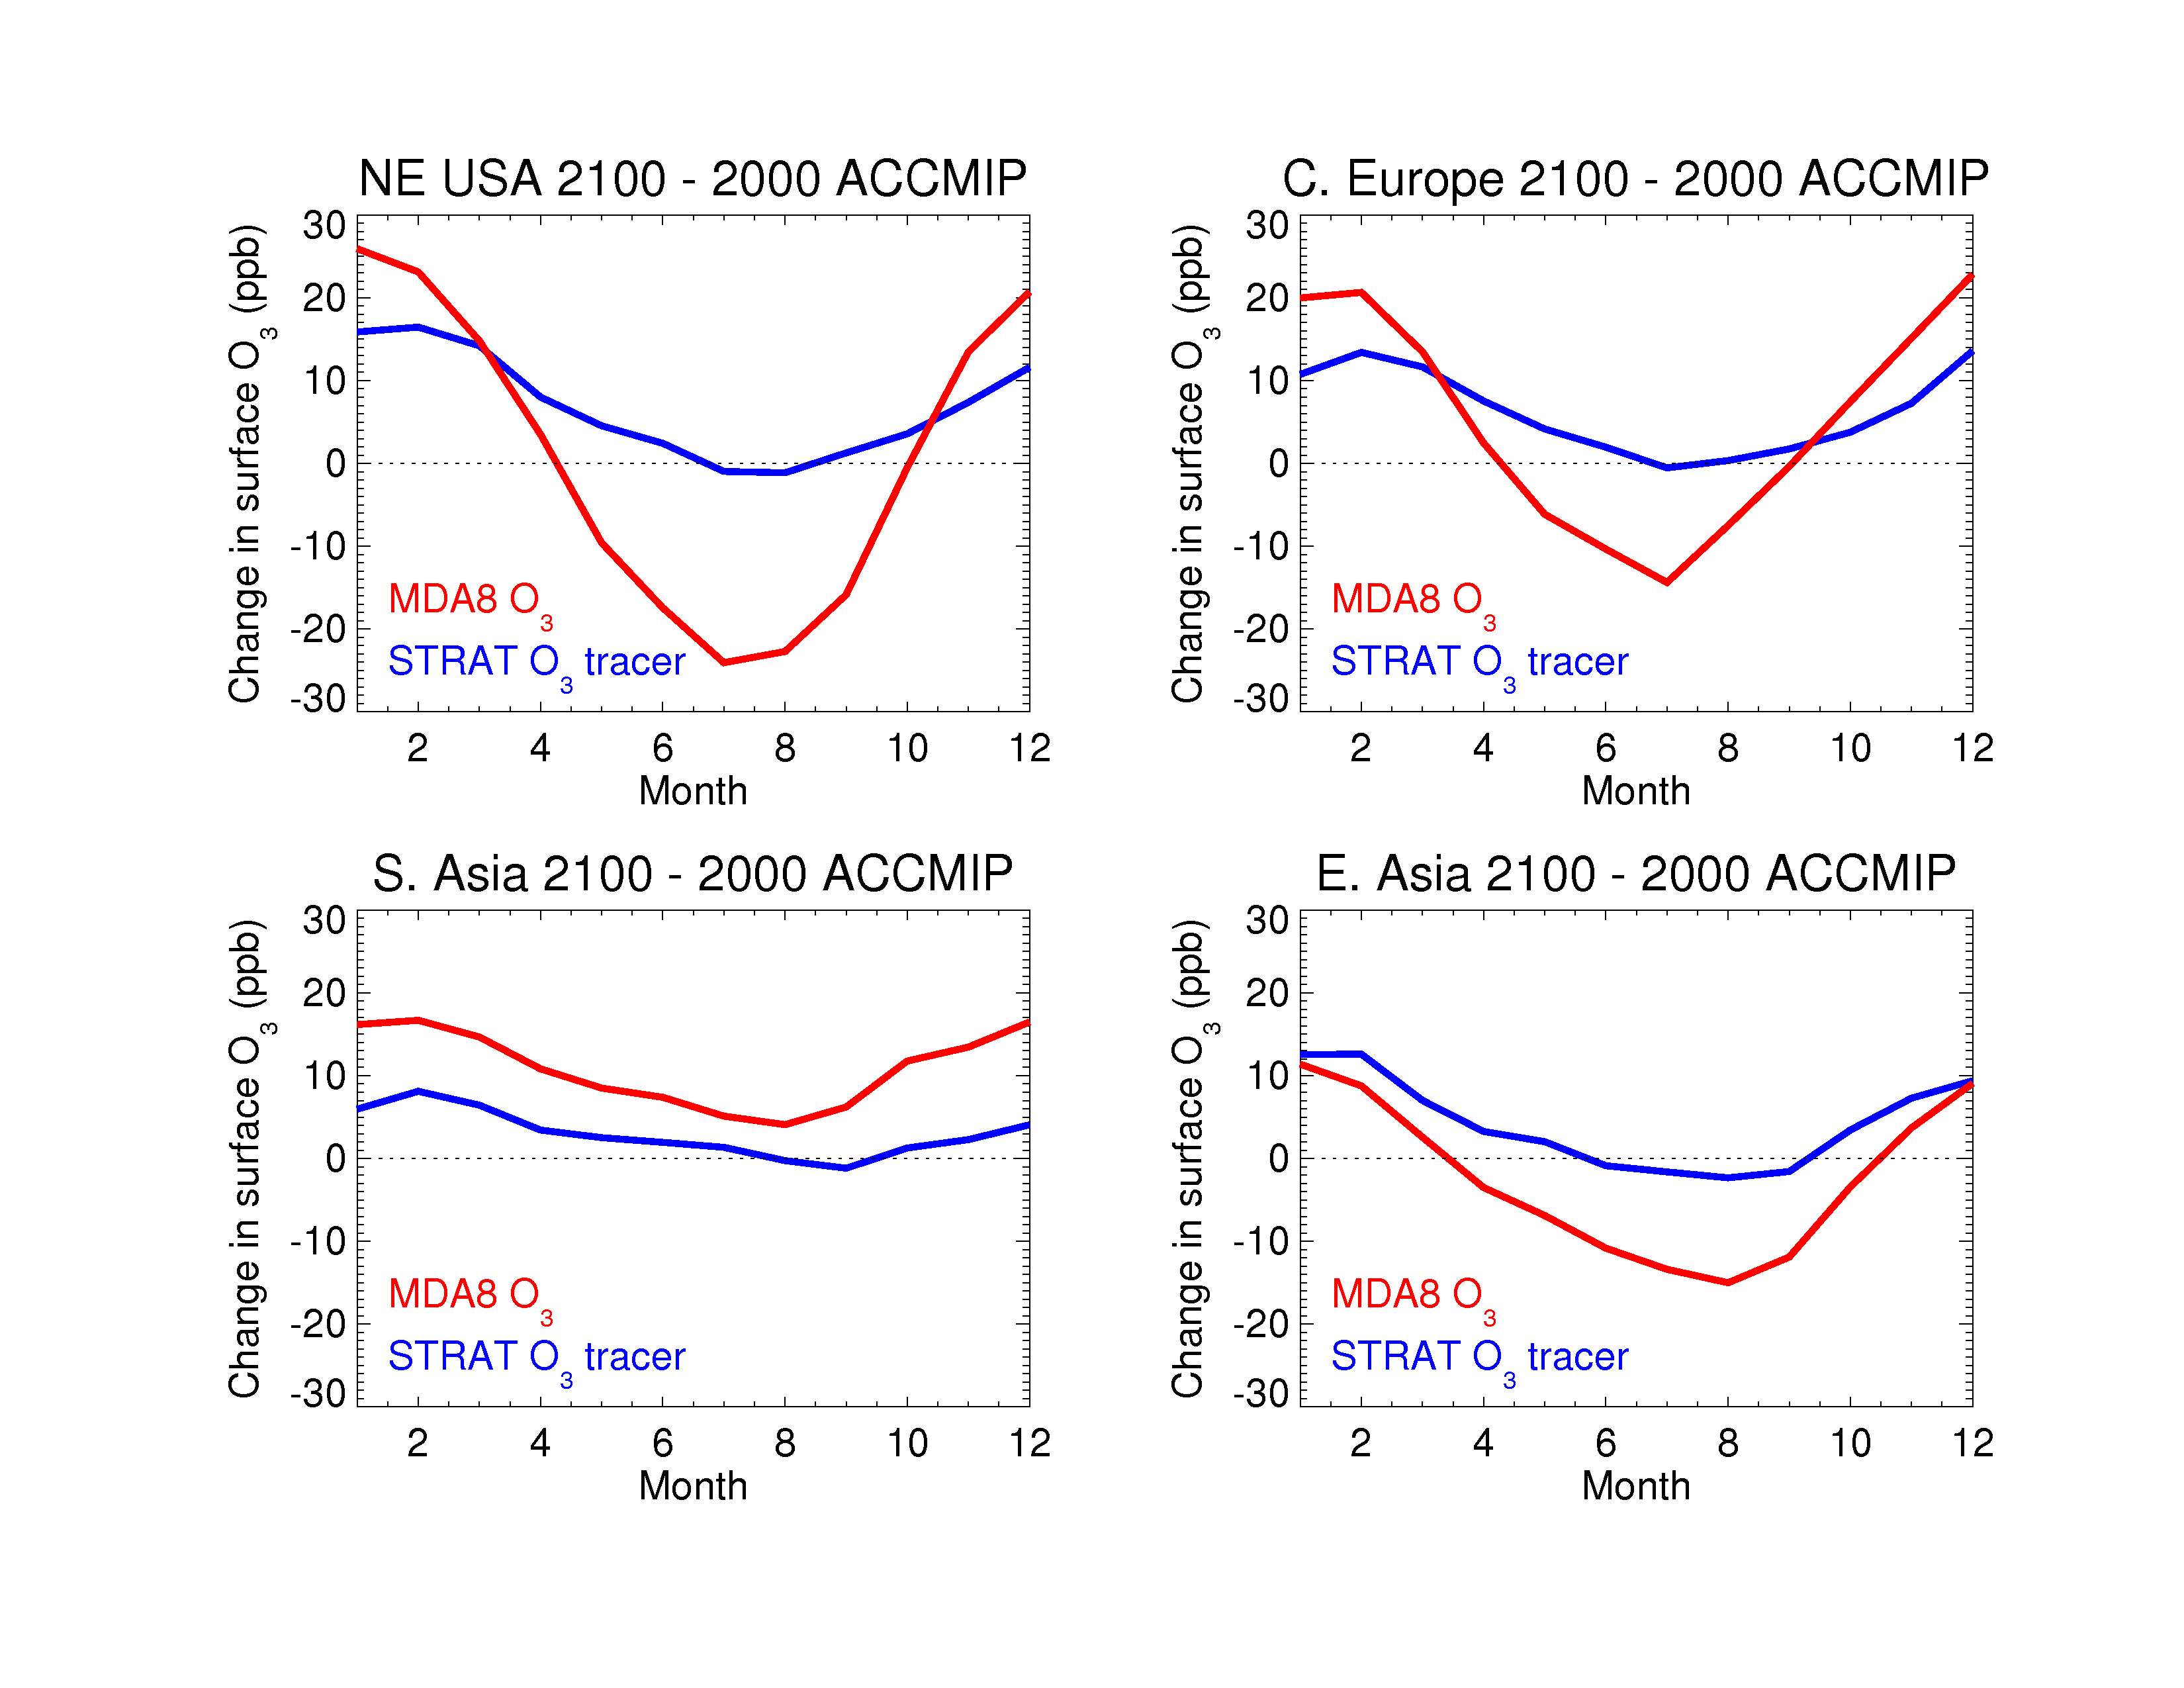 NE USA 2100 - 2000 ACCMIP
Change in surface O3 (ppb)
30
20
10
0
-10
-20
-30
MDA8 O3
STRAT O3 tracer
2 4 6 8 10 12
Month
C. Europe 2100 - 2000 ACCMIP
Change in surface O3 (ppb)
30
20
10
0
-10
-20
-30
MDA8 O3
STRAT O3 tracer
2 4 6 8 10 12
Month
S. Asia 2100 - 2000 ACCMIP
Change in surface O3 (ppb)
30
20
10
0
-10
-20
-30
MDA8 O3
STRAT O3 tracer
2 4 6 8 10 12
Month
E. Asia 2100 - 2000 ACCMIP
Change in surface O3 (ppb)
30
20
10
0
-10
-20
-30
MDA8 O3
STRAT O3 tracer
2 4 6 8 10 12
Month